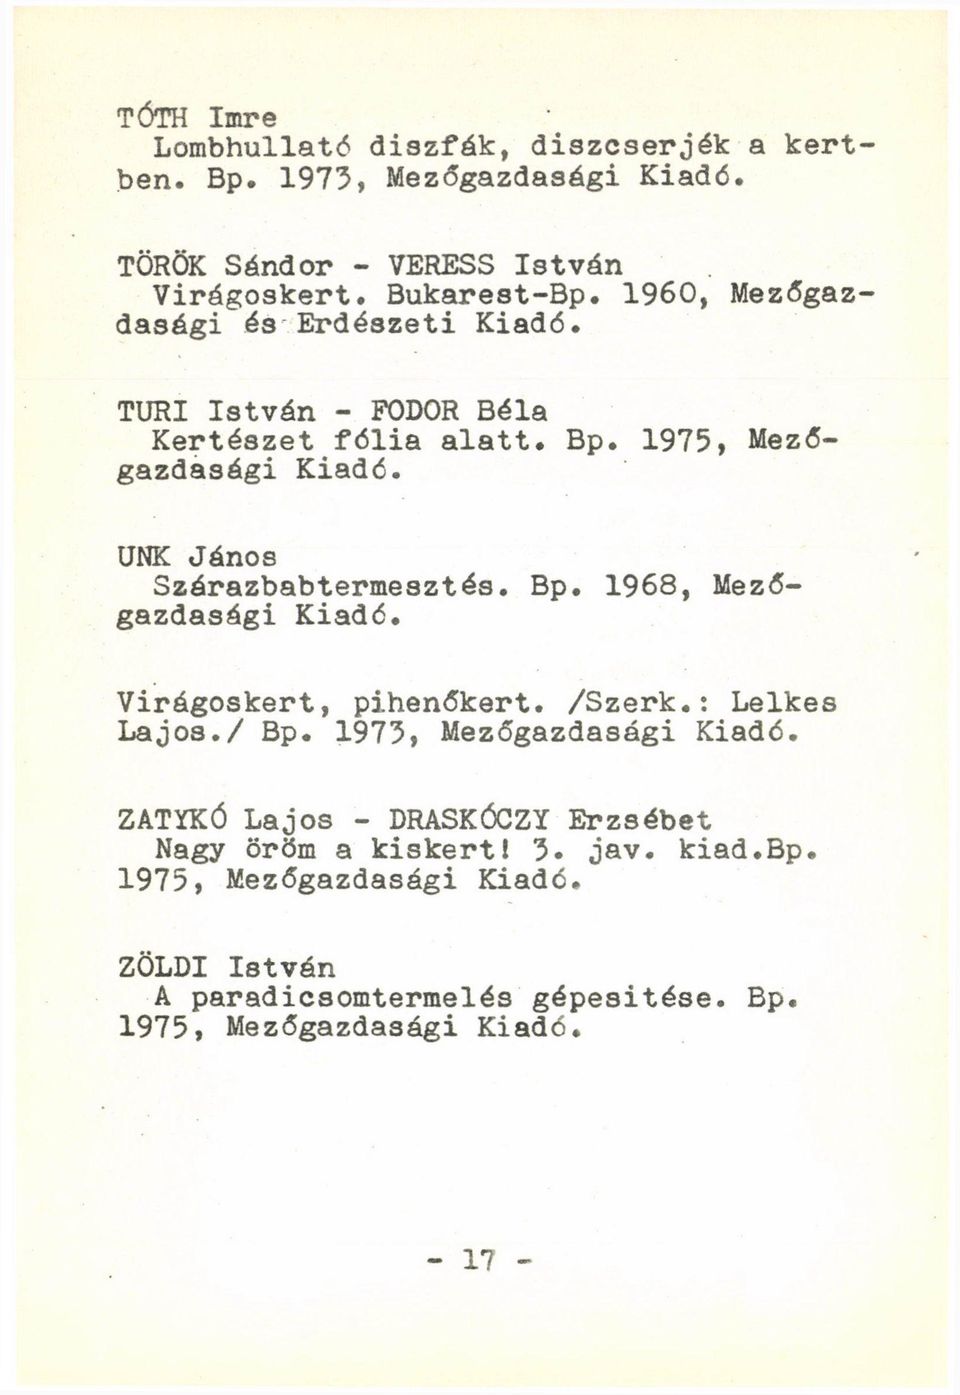 TÓTH Imre
Lombhullató diszfák, diszcserjék a kert-
ben. Bp. 1973, Mezőgazdasági Kiadó.
TÖRÖK Sándor - VERESS István
Virágoskert. Bukarest-Bp. 1960, Mezőgaz-
dasági és Erdészeti Kiadó.
TURI István - FODOR Béla
Kertészet fólia alatt. Bp. 1975, Mező-
gazdasági Kiadó.
UNK János
Szárazbabtermesztés. Bp. 1968, Mező-
gazdasági Kiadó.
Virágoskert, pihenőkert. /Szerk.: Lelkes
Lajos./ Bp. 1973, Mezőgazdasági Kiadó.
ZATYKÓ Lajos - DRASKÓCZY Erzsébet
Nagy öröm a kiskert! 3. jav. kiad.Bp.
1975, Mezőgazdasági Kiadó.
ZÖLDI István
A paradicsomtermelés gépesitése. Bp.
1975, Mezőgazdasági Kiadó.
- 17 -